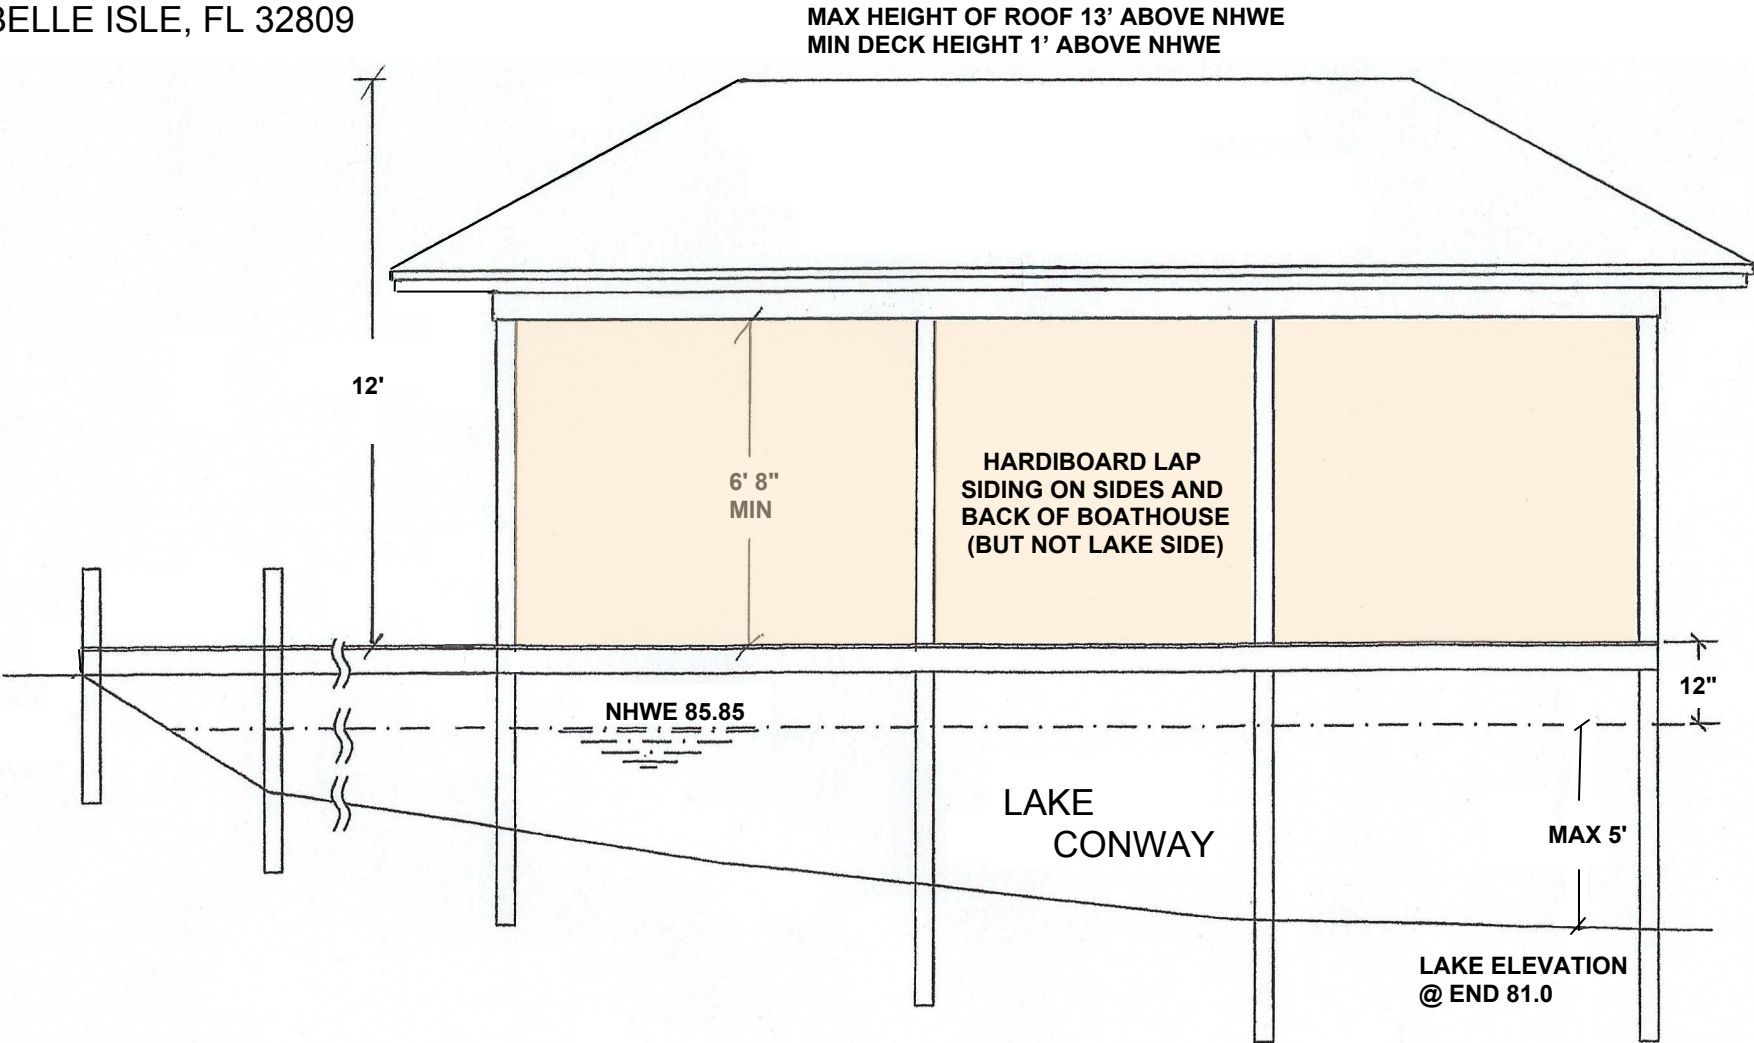 BELLE ISLE, FL 32809
MAX HEIGHT OF ROOF 13’ ABOVE NHWE
MIN DECK HEIGHT 1’ ABOVE NHWE
12'
6' 8"
MIN
HARDIBOARD LAP
SIDING ON SIDES AND
BACK OF BOATHOUSE
(BUT NOT LAKE SIDE)
12"
NHWE 85.85
LAKE
CONWAY
MAX 5'
LAKE ELEVATION
@ END 81.0